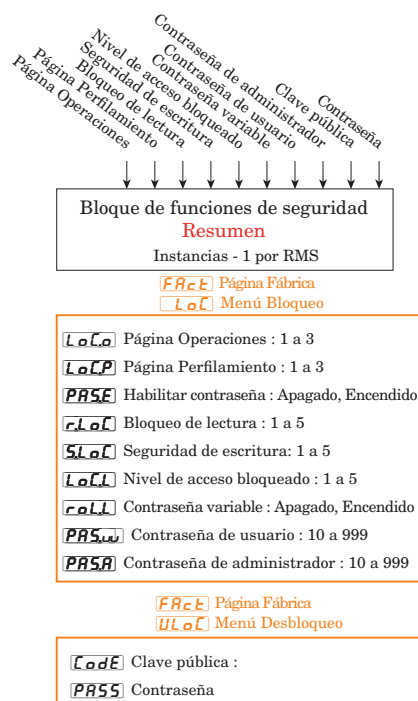 Página Operaciones
Página Perfilamiento
Bloqueo de lectura
Seguridad de escritura
Nivel de acceso bloqueado
Contraseña variable
Contraseña de usuario
Contraseña de administrador
Clave pública
Contraseña
Bloque de funciones de seguridad
Resumen
Instancias - 1 por RMS
FACt Página Fábrica
LoC Menú Bloqueo
LoC.o Página Operaciones : 1 a 3
LoC.P Página Perfilamiento : 1 a 3
PAS.E Habilitar contraseña : Apagado, Encendido
r.LoC Bloqueo de lectura : 1 a 5
S.LoC Seguridad de escritura: 1 a 5
LoC.L Nivel de acceso bloqueado : 1 a 5
roL.L Contraseña variable : Apagado, Encendido
PAS.u Contraseña de usuario : 10 a 999
PAS.A Contraseña de administrador : 10 a 999
FACt Página Fábrica
ULoC Menú Desbloqueo
CodE Clave pública :
PASS Contraseña